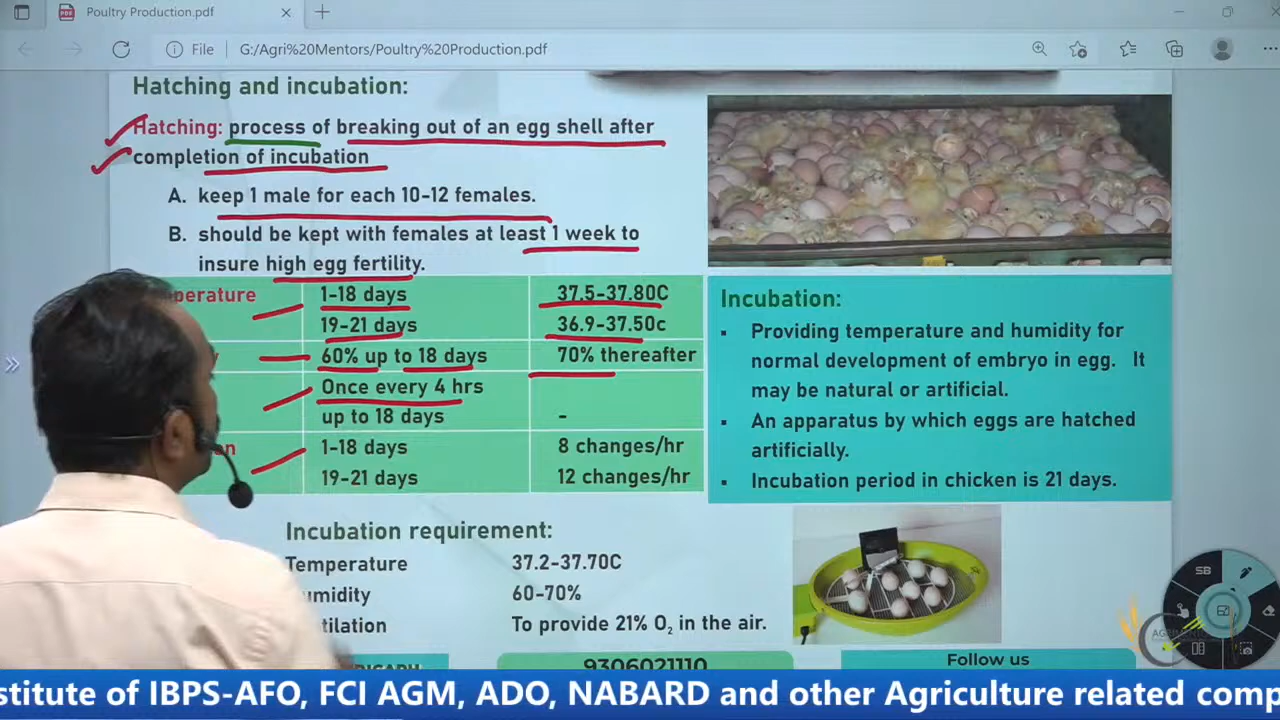 Poultry Production.pdf
File
G:/Agri%20Mentors/Poultry%20Production.pdf
Hatching and incubation:
Hatching: process of breaking out of an egg shell after
completion of incubation
A. keep 1 male for each 10-12 females.
B. should be kept with females at least 1 week to
insure high egg fertility.
1-18 days 37.5-37.80C
19-21 days 36.9-37.50c
60% up to 18 days 70% thereafter
Once every 4 hrs
up to 18 days -
1-18 days 8 changes/hr
19-21 days 12 changes/hr
Incubation:
▪ Providing temperature and humidity for
normal development of embryo in egg. It
may be natural or artificial.
▪ An apparatus by which eggs are hatched
artificially.
▪ Incubation period in chicken is 21 days.
Incubation requirement:
Temperature 37.2-37.70C
60-70%
To provide 21% O₂ in the air.
SB
9306021110
Follow us
of IBPS-AFO, FCI AGM, ADO, NABARD and other Agriculture related